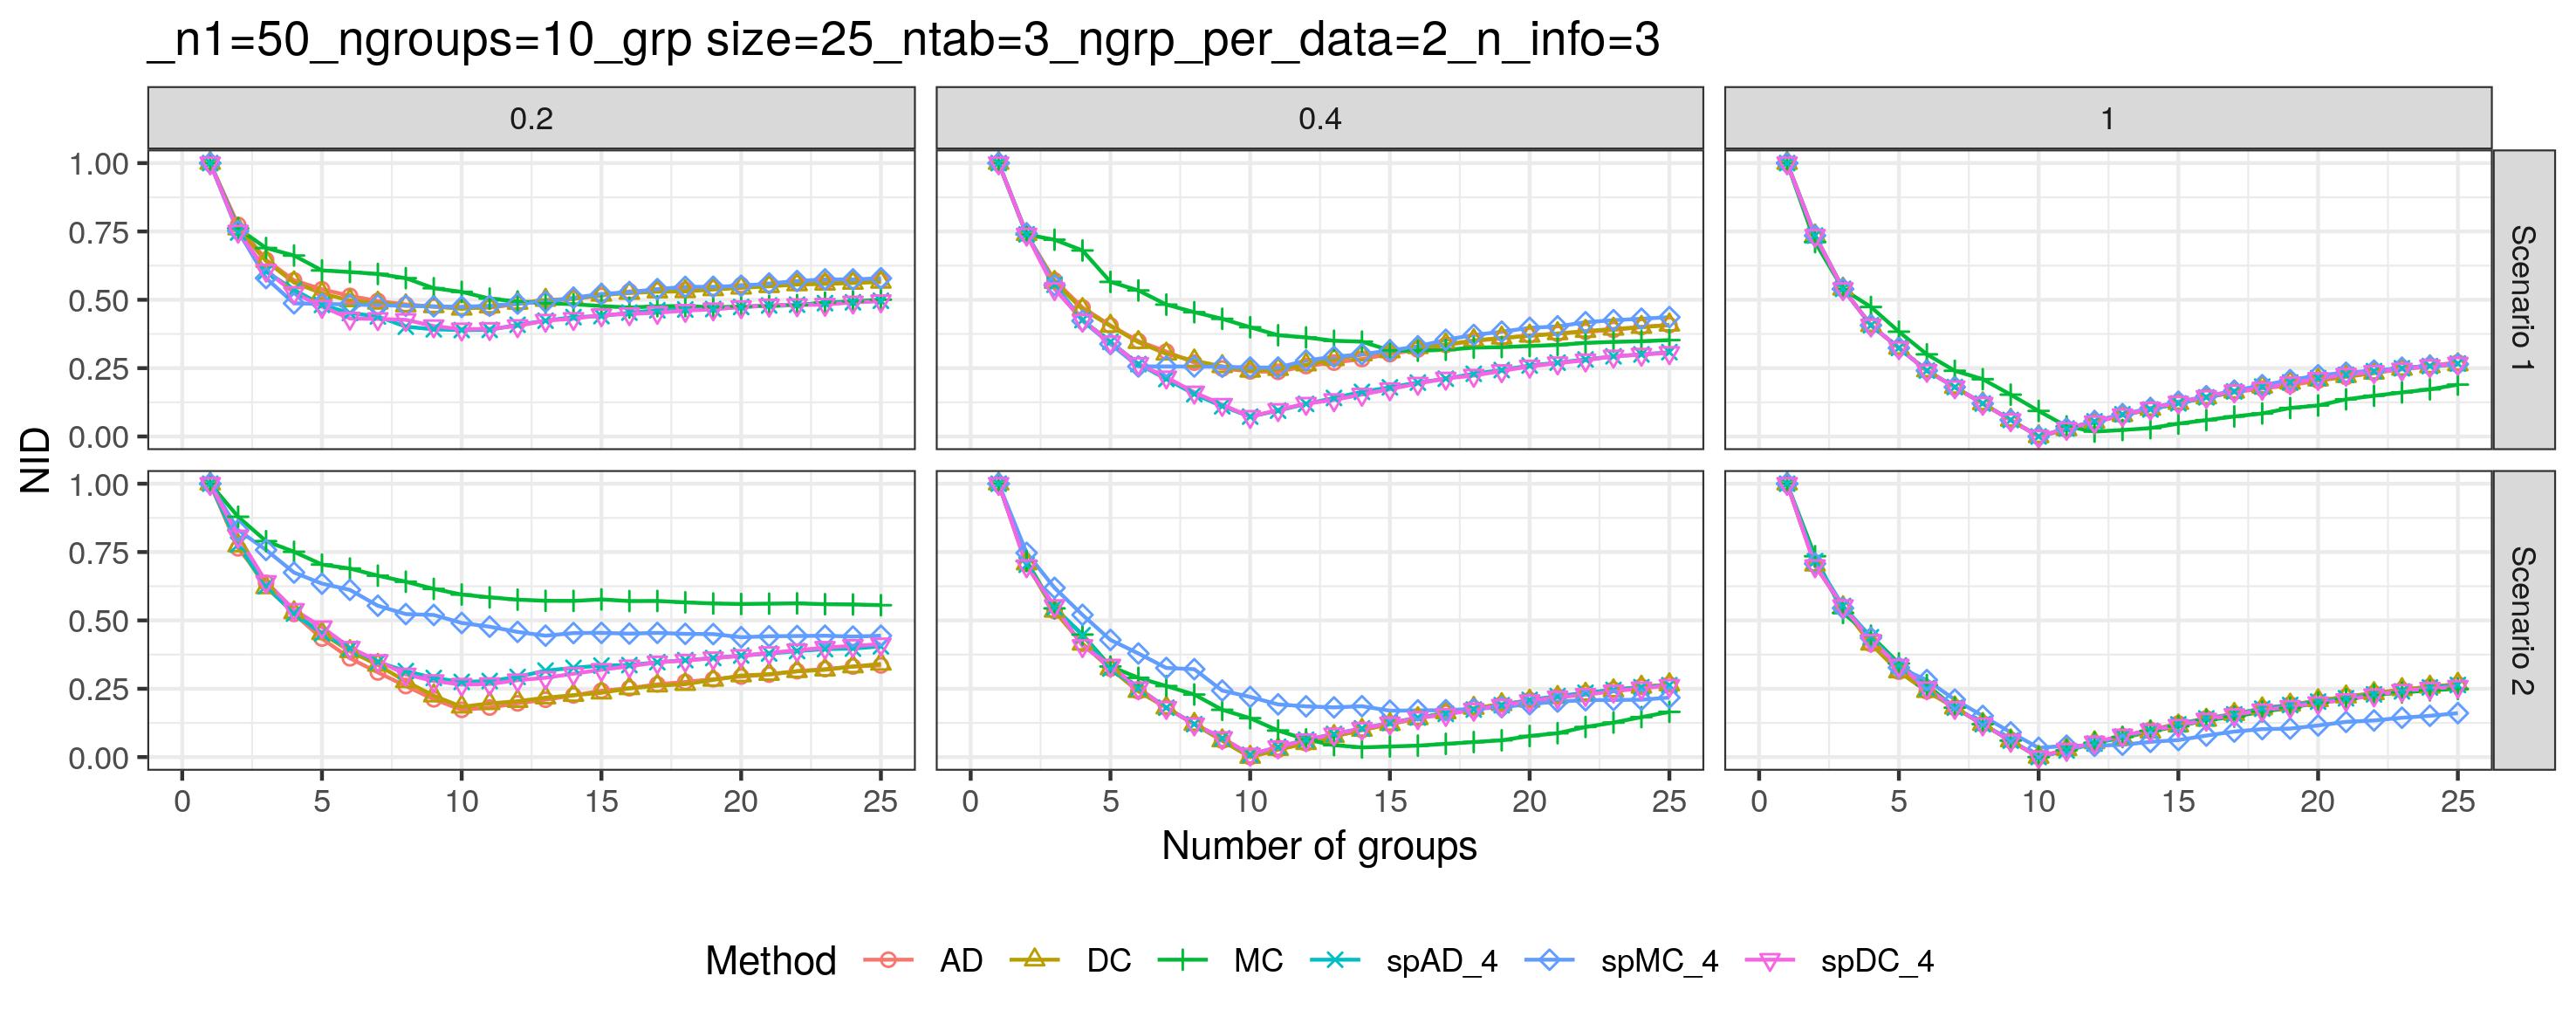 _n1=50_ngroups=10_grp size=25_ntab=3_ngrp_per_data=2_n_info=3
0.2 0.4 1
1.00
0.75
0.50
0.25
0.00
Scenario 1
NID
1.00
0.75
0.50
0.25
0.00
Scenario 2
0 5 10 15 20 25 0 5 10 15 20 25 0 5 10 15 20 25
Number of groups
Method AD DC MC spAD_4 spMC_4 spDC_4